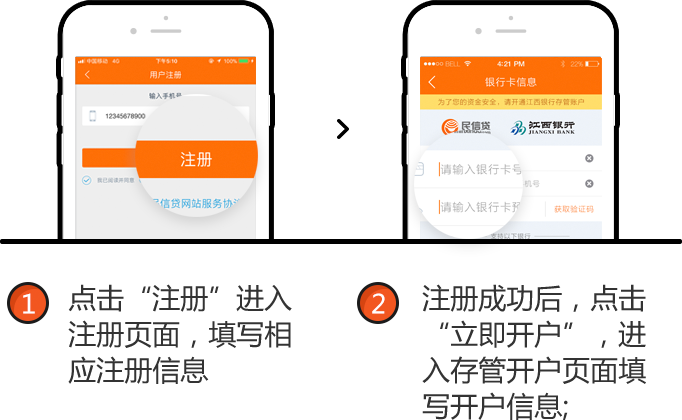 中国移动 4G 下午5:10 100%
用户注册
输入手机号
12345678900
注册
我已阅读并同意
民信贷网站服务协议
BELL 4:21 PM 22%
银行卡信息
为了您的资金安全，请开通江西银行存管账户
民信贷 江西银行
JIANGXI BANK
请输入银行卡号
手机号
请输入银行卡预
获取验证码
支持以下银行
1 点击“注册”进入
注册页面，填写相
应注册信息
2 注册成功后，点击
“立即开户”，进
入存管开户页面填
写开户信息;